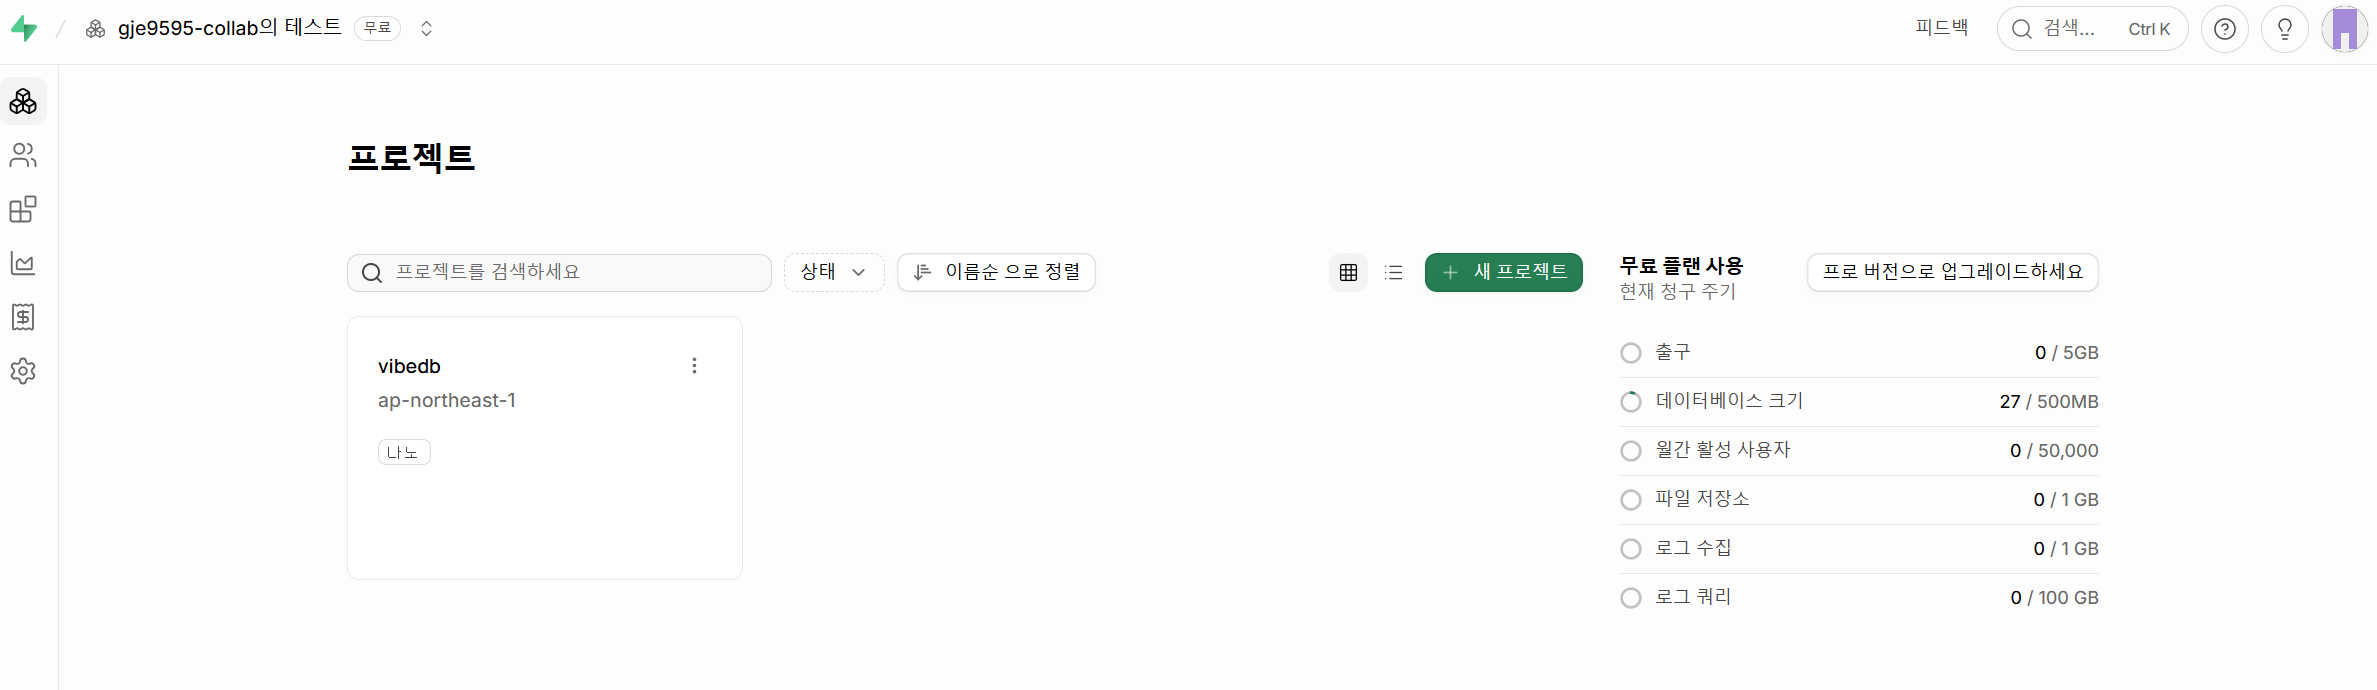 gje9595-collab의 테스트 무료
피드백
검색... Ctrl K
프로젝트
프로젝트를 검색하세요
상태
이름순 으로 정렬
새 프로젝트
vibedb
ap-northeast-1
나노
무료 플랜 사용
현재 청구 주기
프로 버전으로 업그레이드하세요
출구 0 / 5GB
데이터베이스 크기 27 / 500MB
월간 활성 사용자 0 / 50,000
파일 저장소 0 / 1 GB
로그 수집 0 / 1 GB
로그 쿼리 0 / 100 GB